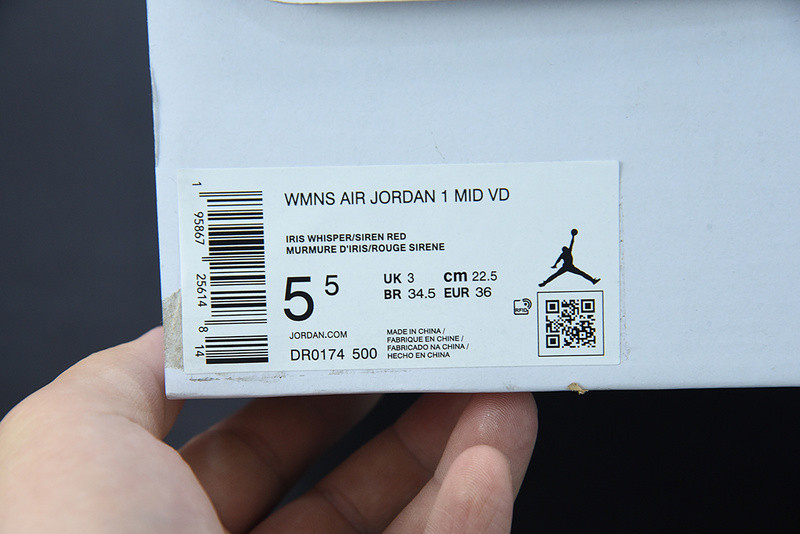 WMNS AIR JORDAN 1 MID VD
IRIS WHISPER/SIREN RED
MURMURE D'IRIS/ROUGE SIRENE
5 5
UK 3 cm 22.5
BR 34.5 EUR 36
RFID
JORDAN.COM
DR0174 500
MADE IN CHINA /
FABRIQUE EN CHINE /
FABRICADO NA CHINA /
HECHO EN CHINA
1 95867 25614 8 14